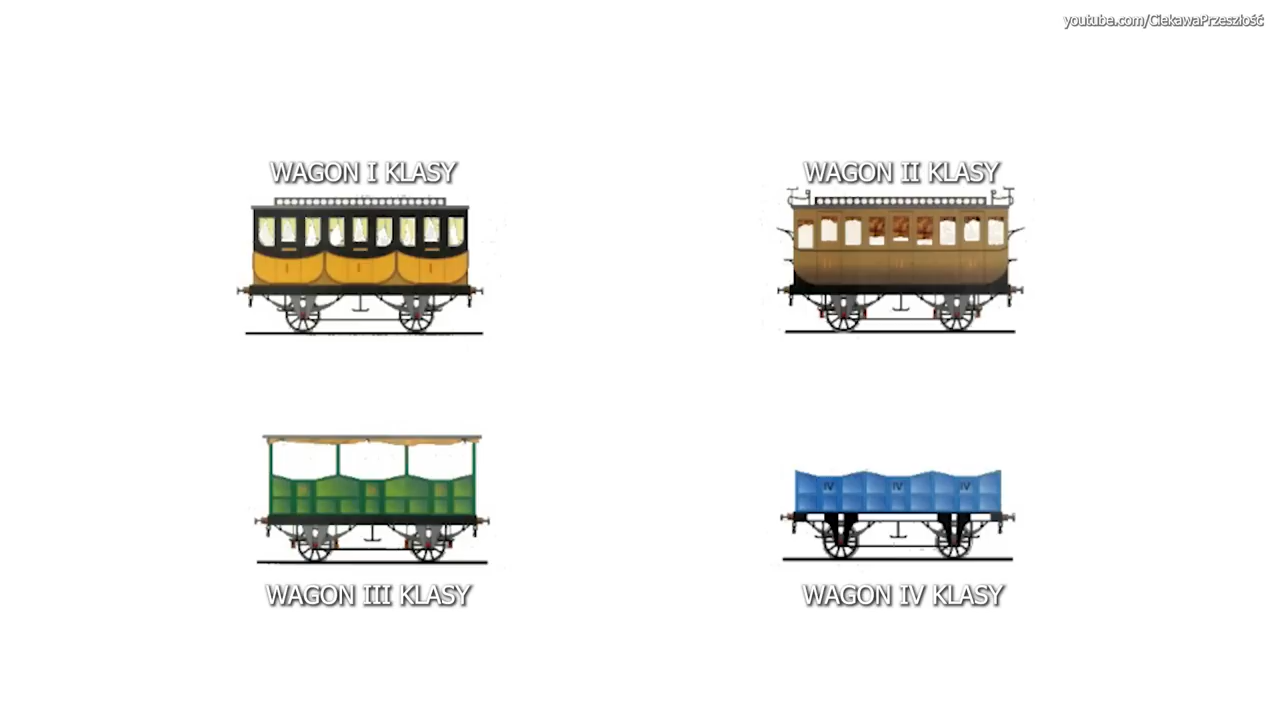 youtube.com/CiekawaPrzeszłość
WAGON I KLASY
WAGON II KLASY
IV IV IV
WAGON III KLASY
WAGON IV KLASY